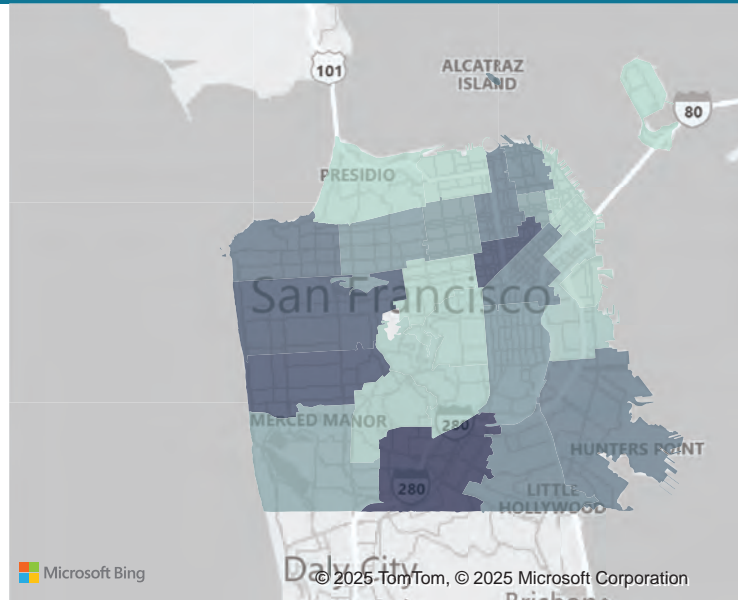 101
ALCATRAZ
ISLAND
80
PRESIDIO
San Francisco
MERCED MANOR
280
HUNTERS POINT
280
LITTLE
HOLLYWOOD
Microsoft Bing
Daly City
© 2025 TomTom, © 2025 Microsoft Corporation